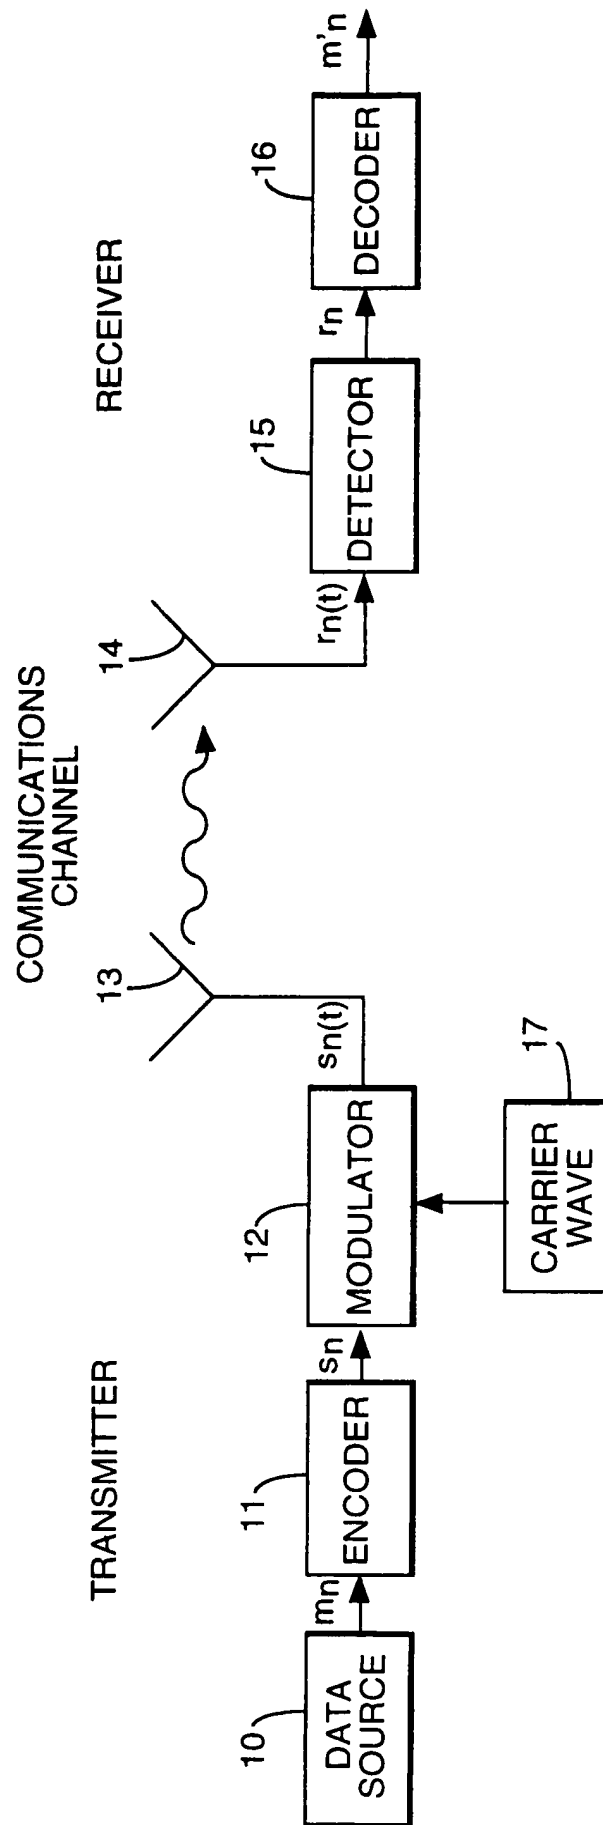 COMMUNICATIONS
CHANNEL
TRANSMITTER
RECEIVER
10
DATA
SOURCE
mn
11
ENCODER
sn
12
MODULATOR
sn(t)
17
CARRIER
WAVE
13
14
rn(t)
15
DETECTOR
rn
16
DECODER
m'n